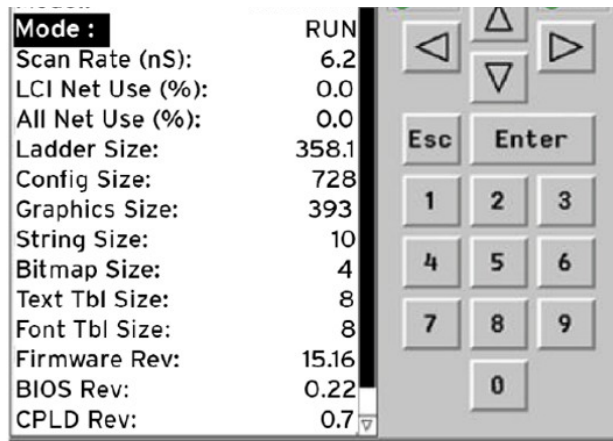 Mode : RUN
Scan Rate (nS): 6.2
LCI Net Use (%): 0.0
All Net Use (%): 0.0
Ladder Size: 358.1
Config Size: 728
Graphics Size: 393
String Size: 10
Bitmap Size: 4
Text Tbl Size: 8
Font Tbl Size: 8
Firmware Rev: 15.16
BIOS Rev: 0.22
CPLD Rev: 0.7
Esc Enter
1 2 3
4 5 6
7 8 9
0